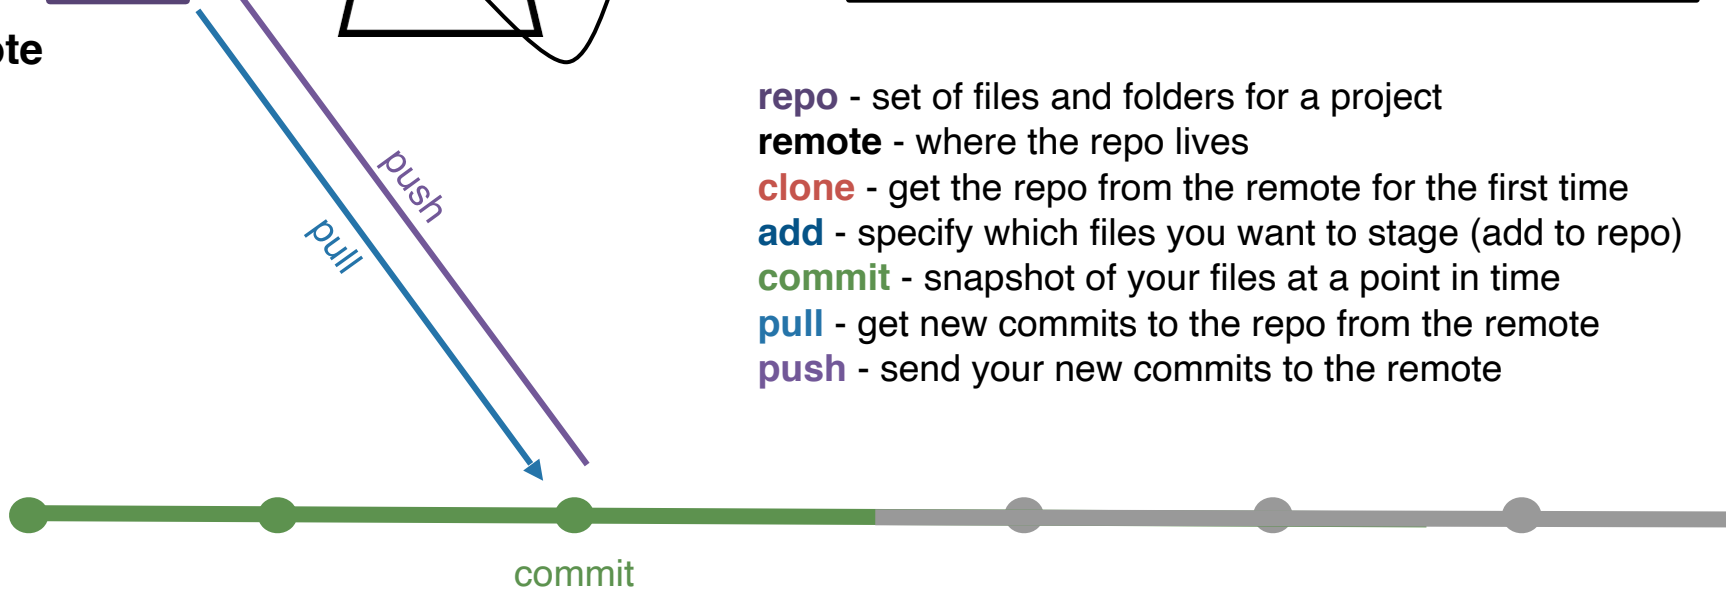 repo - set of files and folders for a project
remote - where the repo lives
clone - get the repo from the remote for the first time
add - specify which files you want to stage (add to repo)
commit - snapshot of your files at a point in time
pull - get new commits to the repo from the remote
push - send your new commits to the remote
push
pull
commit